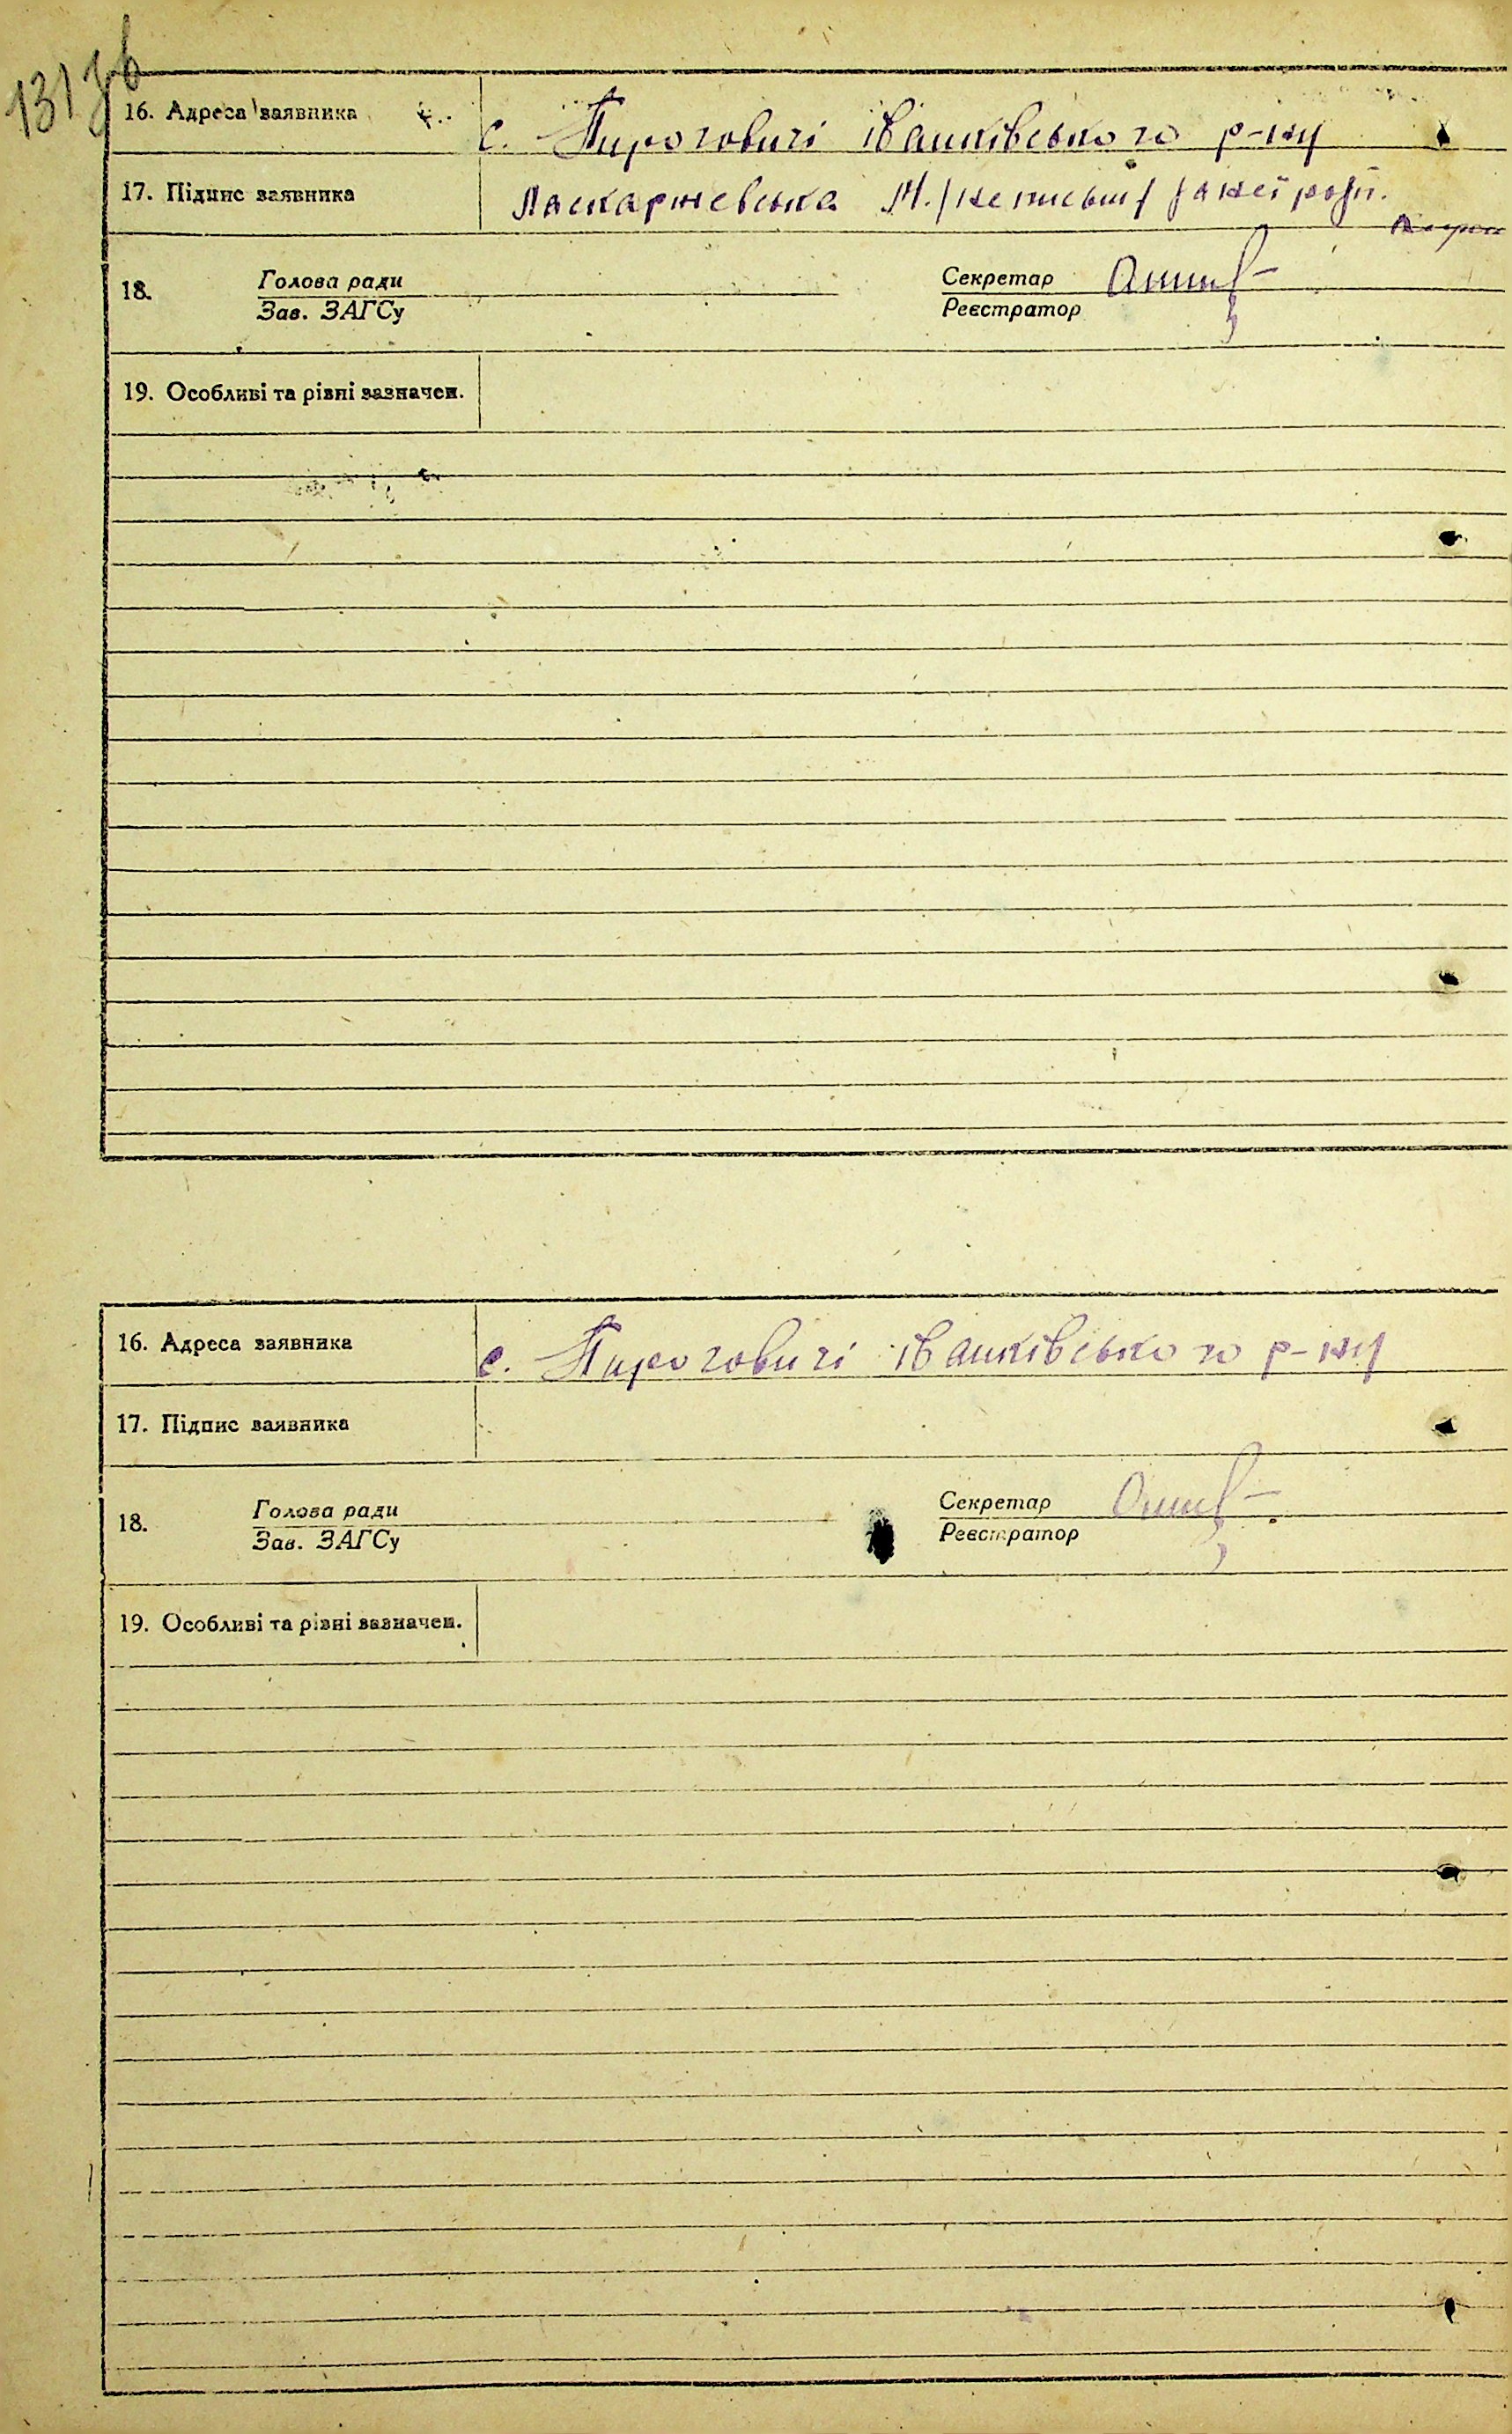 131 зв
16. Адреса заявника с. Пироговичі іванківського р-ну
17. Підпис заявника Ласкаржевська М. /неписьм/ за неї розп.
18. Голова ради Секретар
Зав. ЗАГСу Реєстратор
19. Особливі та різні зазначен.
16. Адреса заявника с. Пироговичі іванківського р-ну
17. Підпис заявника
18. Голова ради Секретар
Зав. ЗАГСу Реєстратор
19. Особливі та різні зазначен.